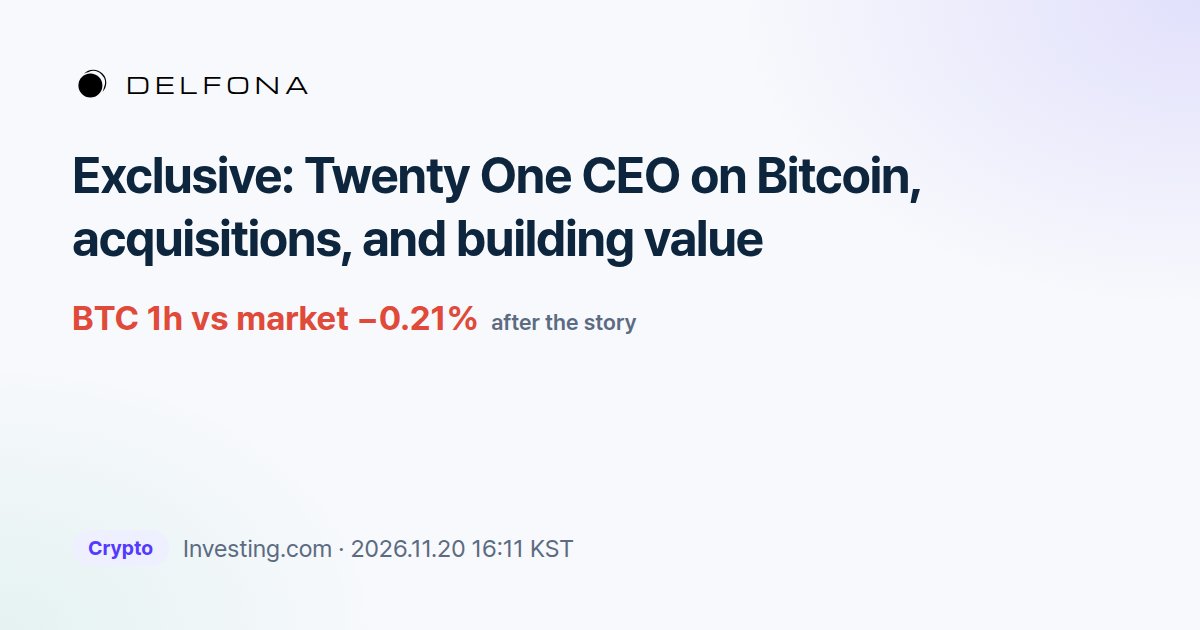 DELFONA
Exclusive: Twenty One CEO on Bitcoin,
acquisitions, and building value
BTC 1h vs market −0.21% after the story
Crypto Investing.com · 2026.11.20 16:11 KST